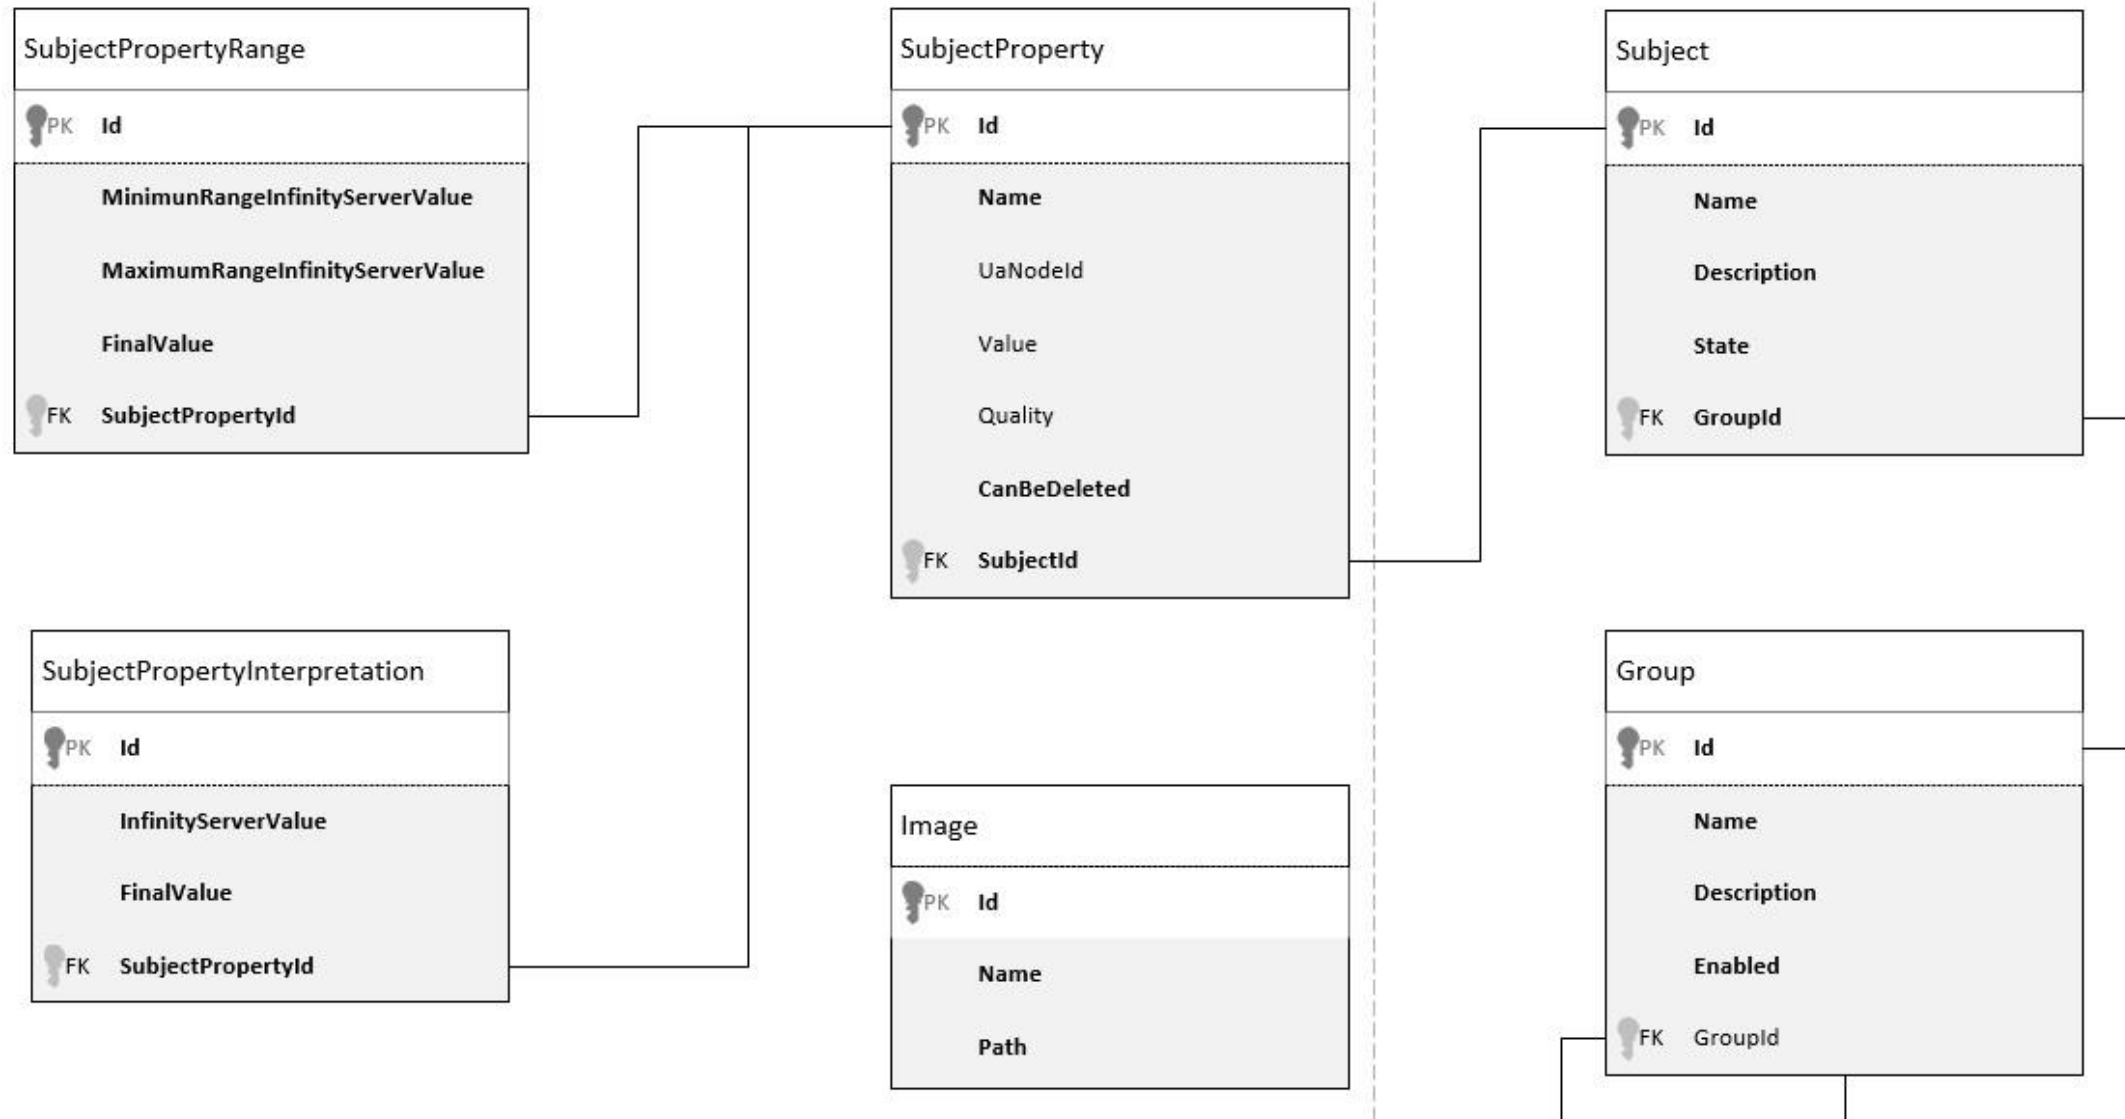 SubjectPropertyRange
PK Id
MinimunRangeInfinityServerValue
MaximumRangeInfinityServerValue
FinalValue
FK SubjectPropertyId
SubjectProperty
PK Id
Name
UaNodeId
Value
Quality
CanBeDeleted
FK SubjectId
Subject
PK Id
Name
Description
State
FK GroupId
SubjectPropertyInterpretation
PK Id
InfinityServerValue
FinalValue
FK SubjectPropertyId
Image
PK Id
Name
Path
Group
PK Id
Name
Description
Enabled
FK GroupId